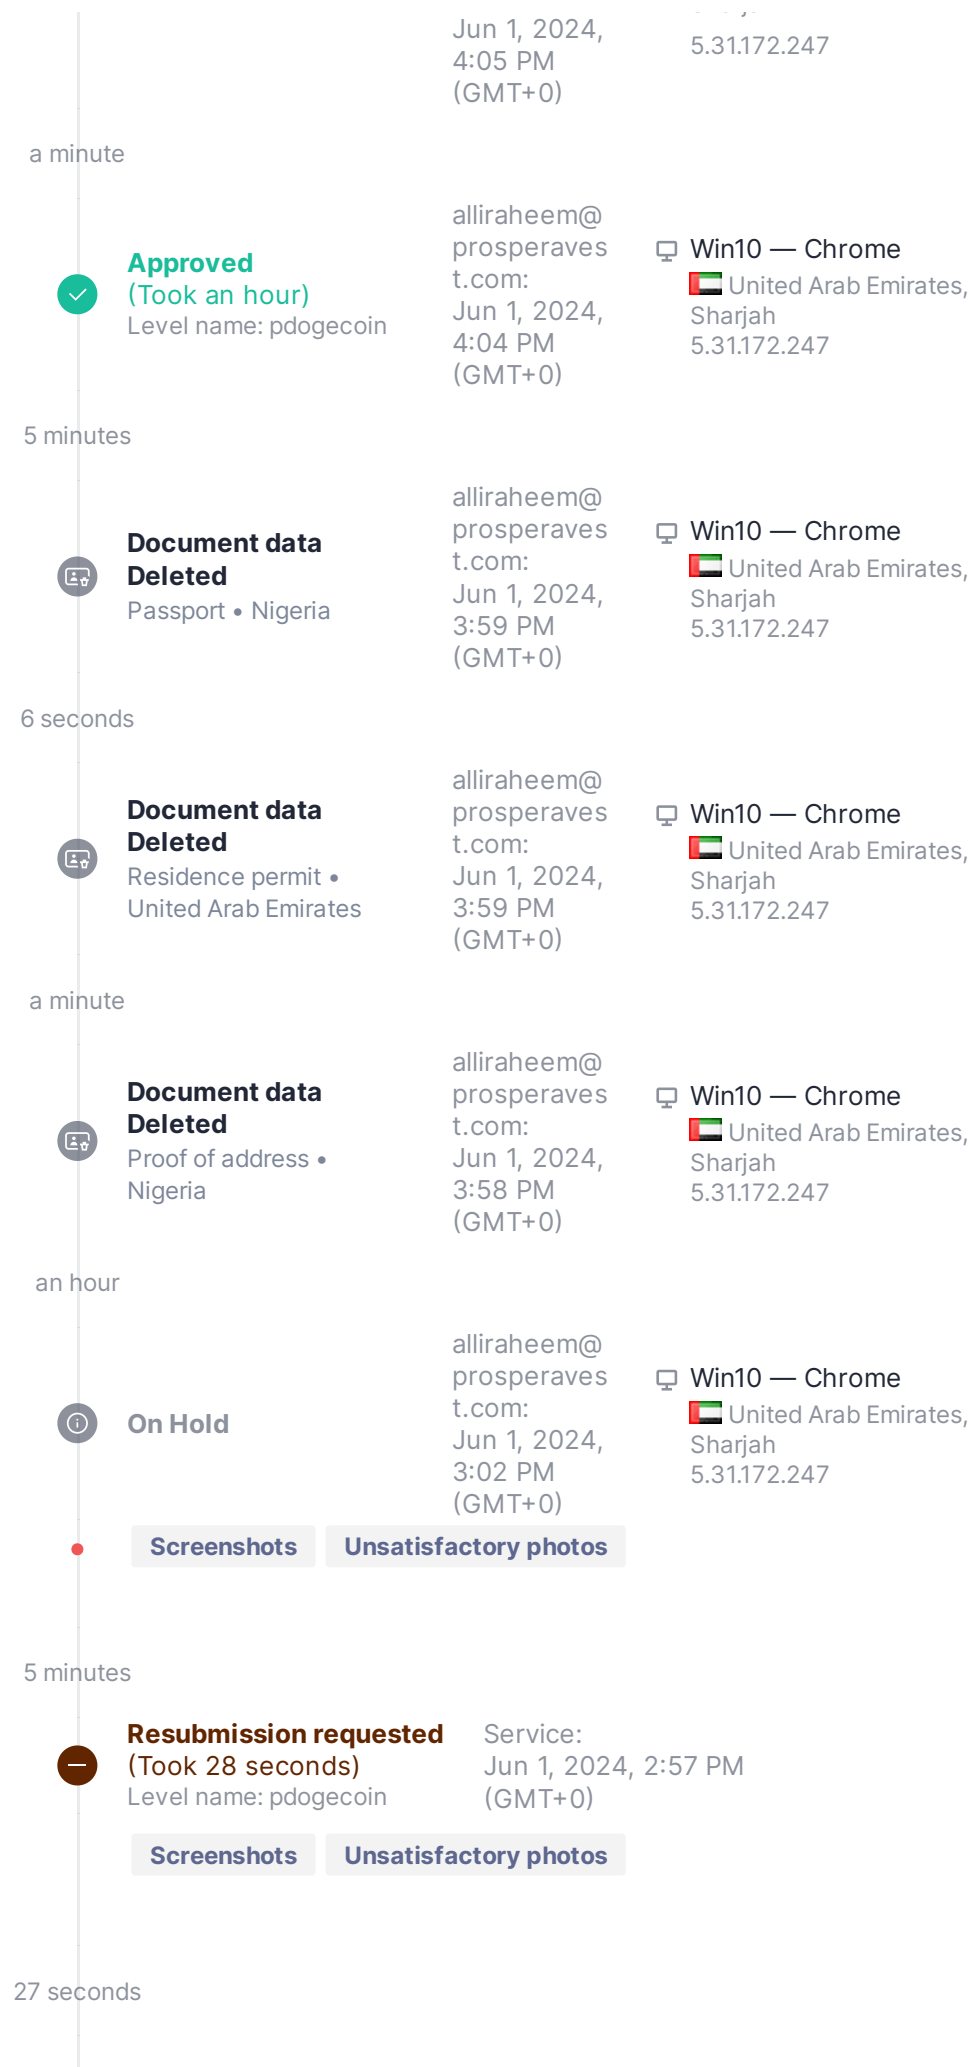 Jun 1, 2024,
4:05 PM
(GMT+0)
5.31.172.247
a minute
Approved
(Took an hour)
Level name: pdogecoin
alliraheem@
prosperaves
t.com:
Jun 1, 2024,
4:04 PM
(GMT+0)
Win10 — Chrome
United Arab Emirates,
Sharjah
5.31.172.247
5 minutes
Document data
Deleted
Passport • Nigeria
alliraheem@
prosperaves
t.com:
Jun 1, 2024,
3:59 PM
(GMT+0)
Win10 — Chrome
United Arab Emirates,
Sharjah
5.31.172.247
6 seconds
Document data
Deleted
Residence permit •
United Arab Emirates
alliraheem@
prosperaves
t.com:
Jun 1, 2024,
3:59 PM
(GMT+0)
Win10 — Chrome
United Arab Emirates,
Sharjah
5.31.172.247
a minute
Document data
Deleted
Proof of address •
Nigeria
alliraheem@
prosperaves
t.com:
Jun 1, 2024,
3:58 PM
(GMT+0)
Win10 — Chrome
United Arab Emirates,
Sharjah
5.31.172.247
an hour
On Hold
alliraheem@
prosperaves
t.com:
Jun 1, 2024,
3:02 PM
(GMT+0)
Win10 — Chrome
United Arab Emirates,
Sharjah
5.31.172.247
Screenshots
Unsatisfactory photos
5 minutes
Resubmission requested
(Took 28 seconds)
Level name: pdogecoin
Service:
Jun 1, 2024, 2:57 PM
(GMT+0)
Screenshots
Unsatisfactory photos
27 seconds